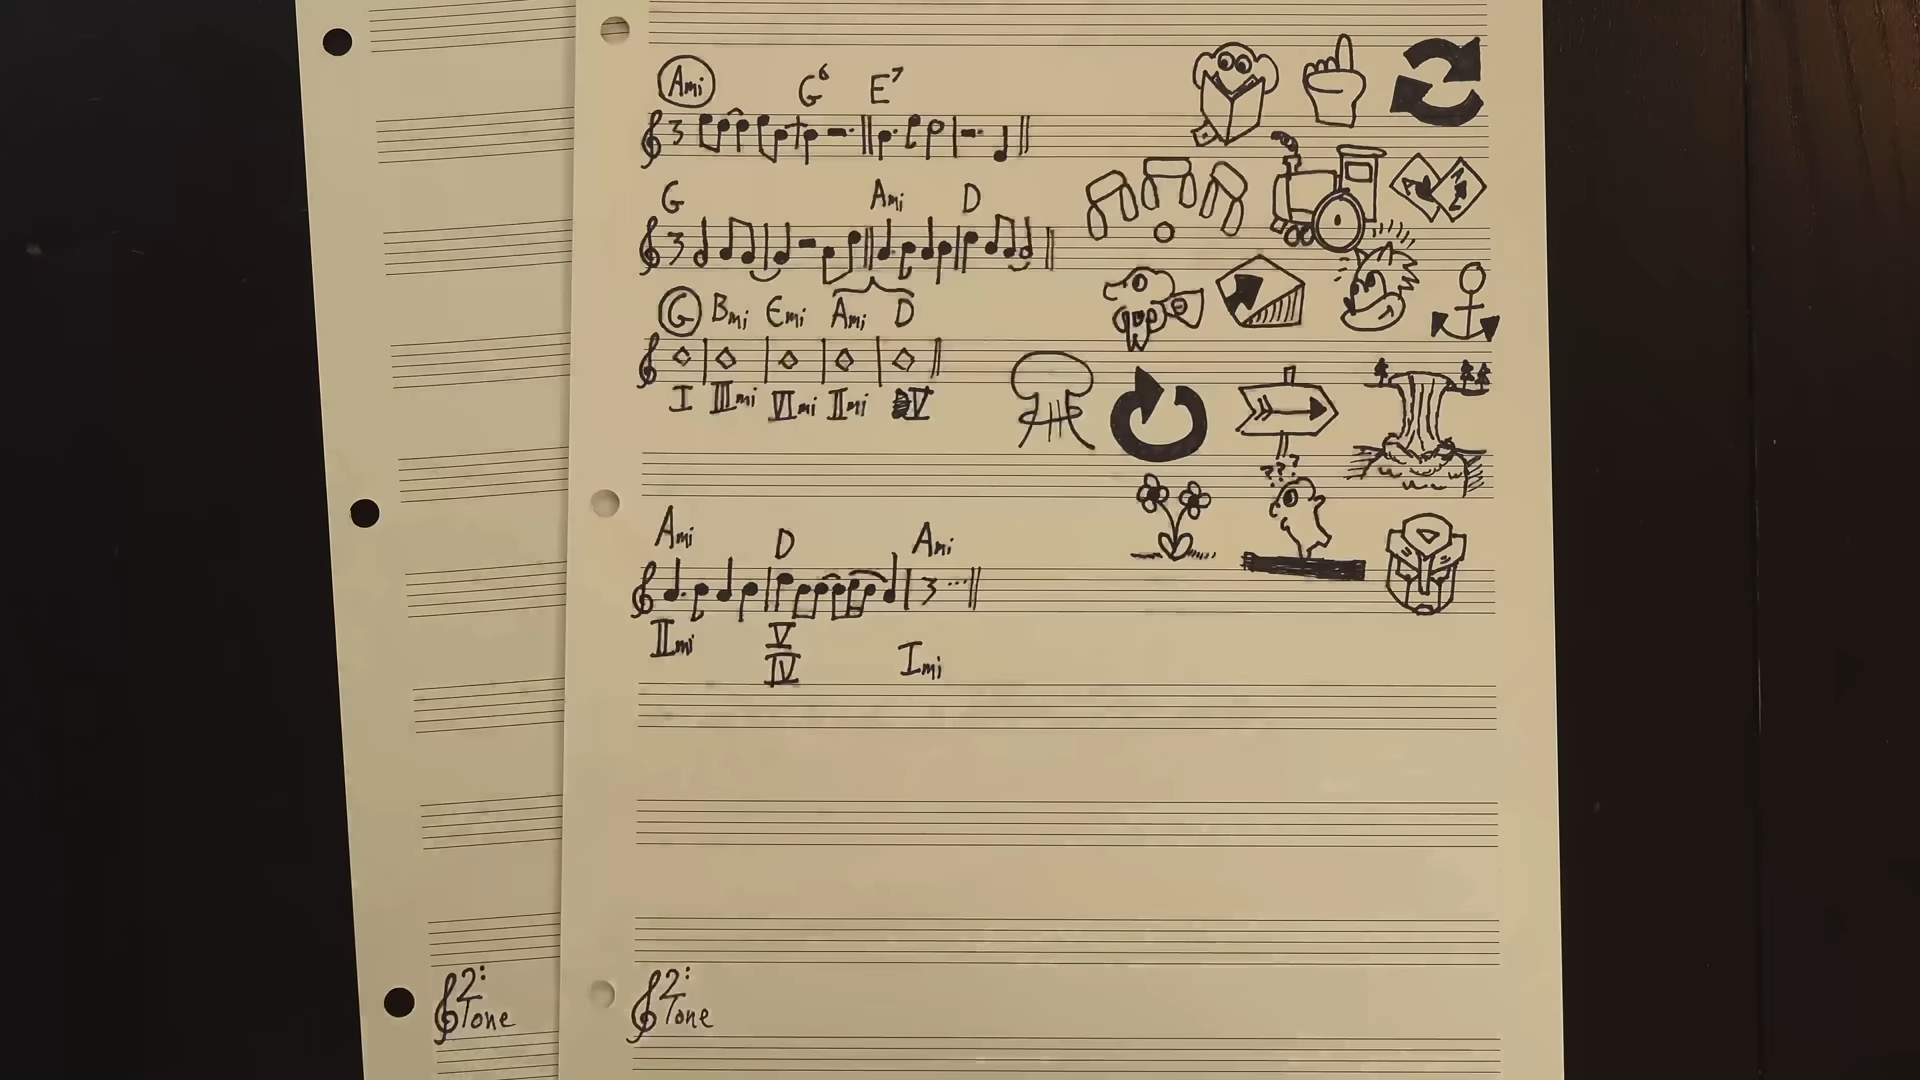 Ami G6 E7
G Ami D
G Bmi Emi Ami D
I IIImi VImi IImi V
???
Ami D Ami
IImi V Imi
IV
2: 2:
Tone Tone